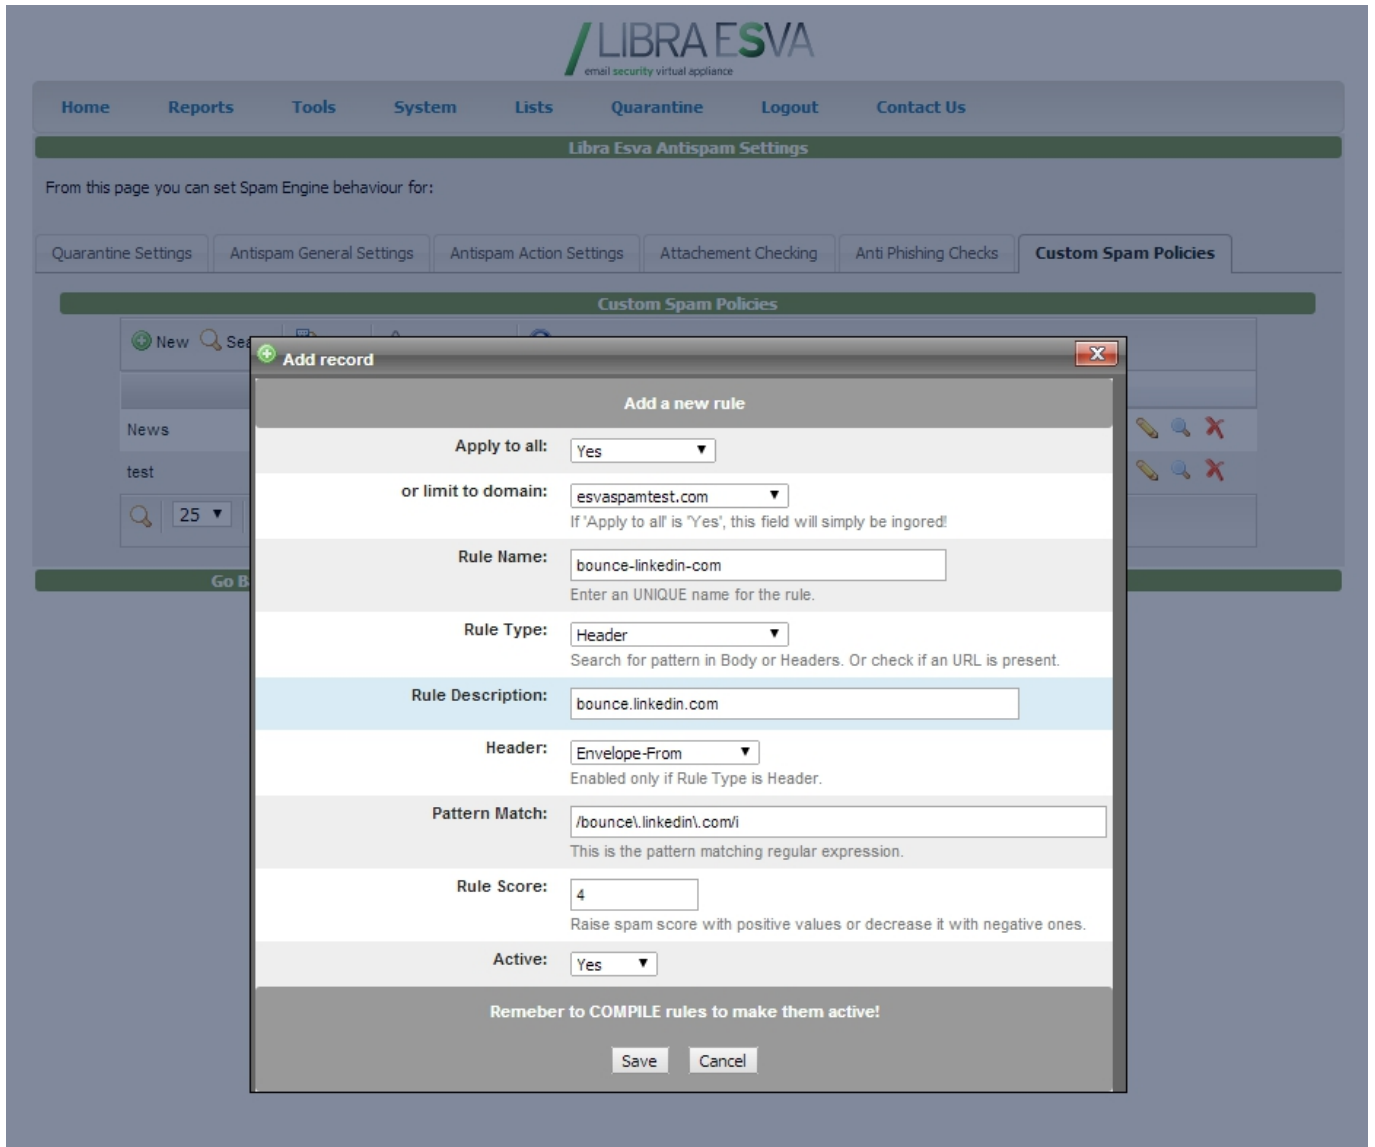 LIBRA ESVA
email security virtual appliance
Home Reports Tools System Lists Quarantine Logout Contact Us
Libra Esva Antispam Settings
From this page you can set Spam Engine behaviour for:
Quarantine Settings Antispam General Settings Antispam Action Settings Attachement Checking Anti Phishing Checks Custom Spam Policies
Custom Spam Policies
New Sea
Add record X
Add a new rule
News
test
25
Go B
Apply to all: Yes
or limit to domain: esvaspamtest.com
If 'Apply to all' is 'Yes', this field will simply be ingored!
Rule Name: bounce-linkedin-com
Enter an UNIQUE name for the rule.
Rule Type: Header
Search for pattern in Body or Headers. Or check if an URL is present.
Rule Description: bounce.linkedin.com
Header: Envelope-From
Enabled only if Rule Type is Header.
Pattern Match: /bounce\.linkedin\.com/i
This is the pattern matching regular expression.
Rule Score: 4
Raise spam score with positive values or decrease it with negative ones.
Active: Yes
Remeber to COMPILE rules to make them active!
Save Cancel